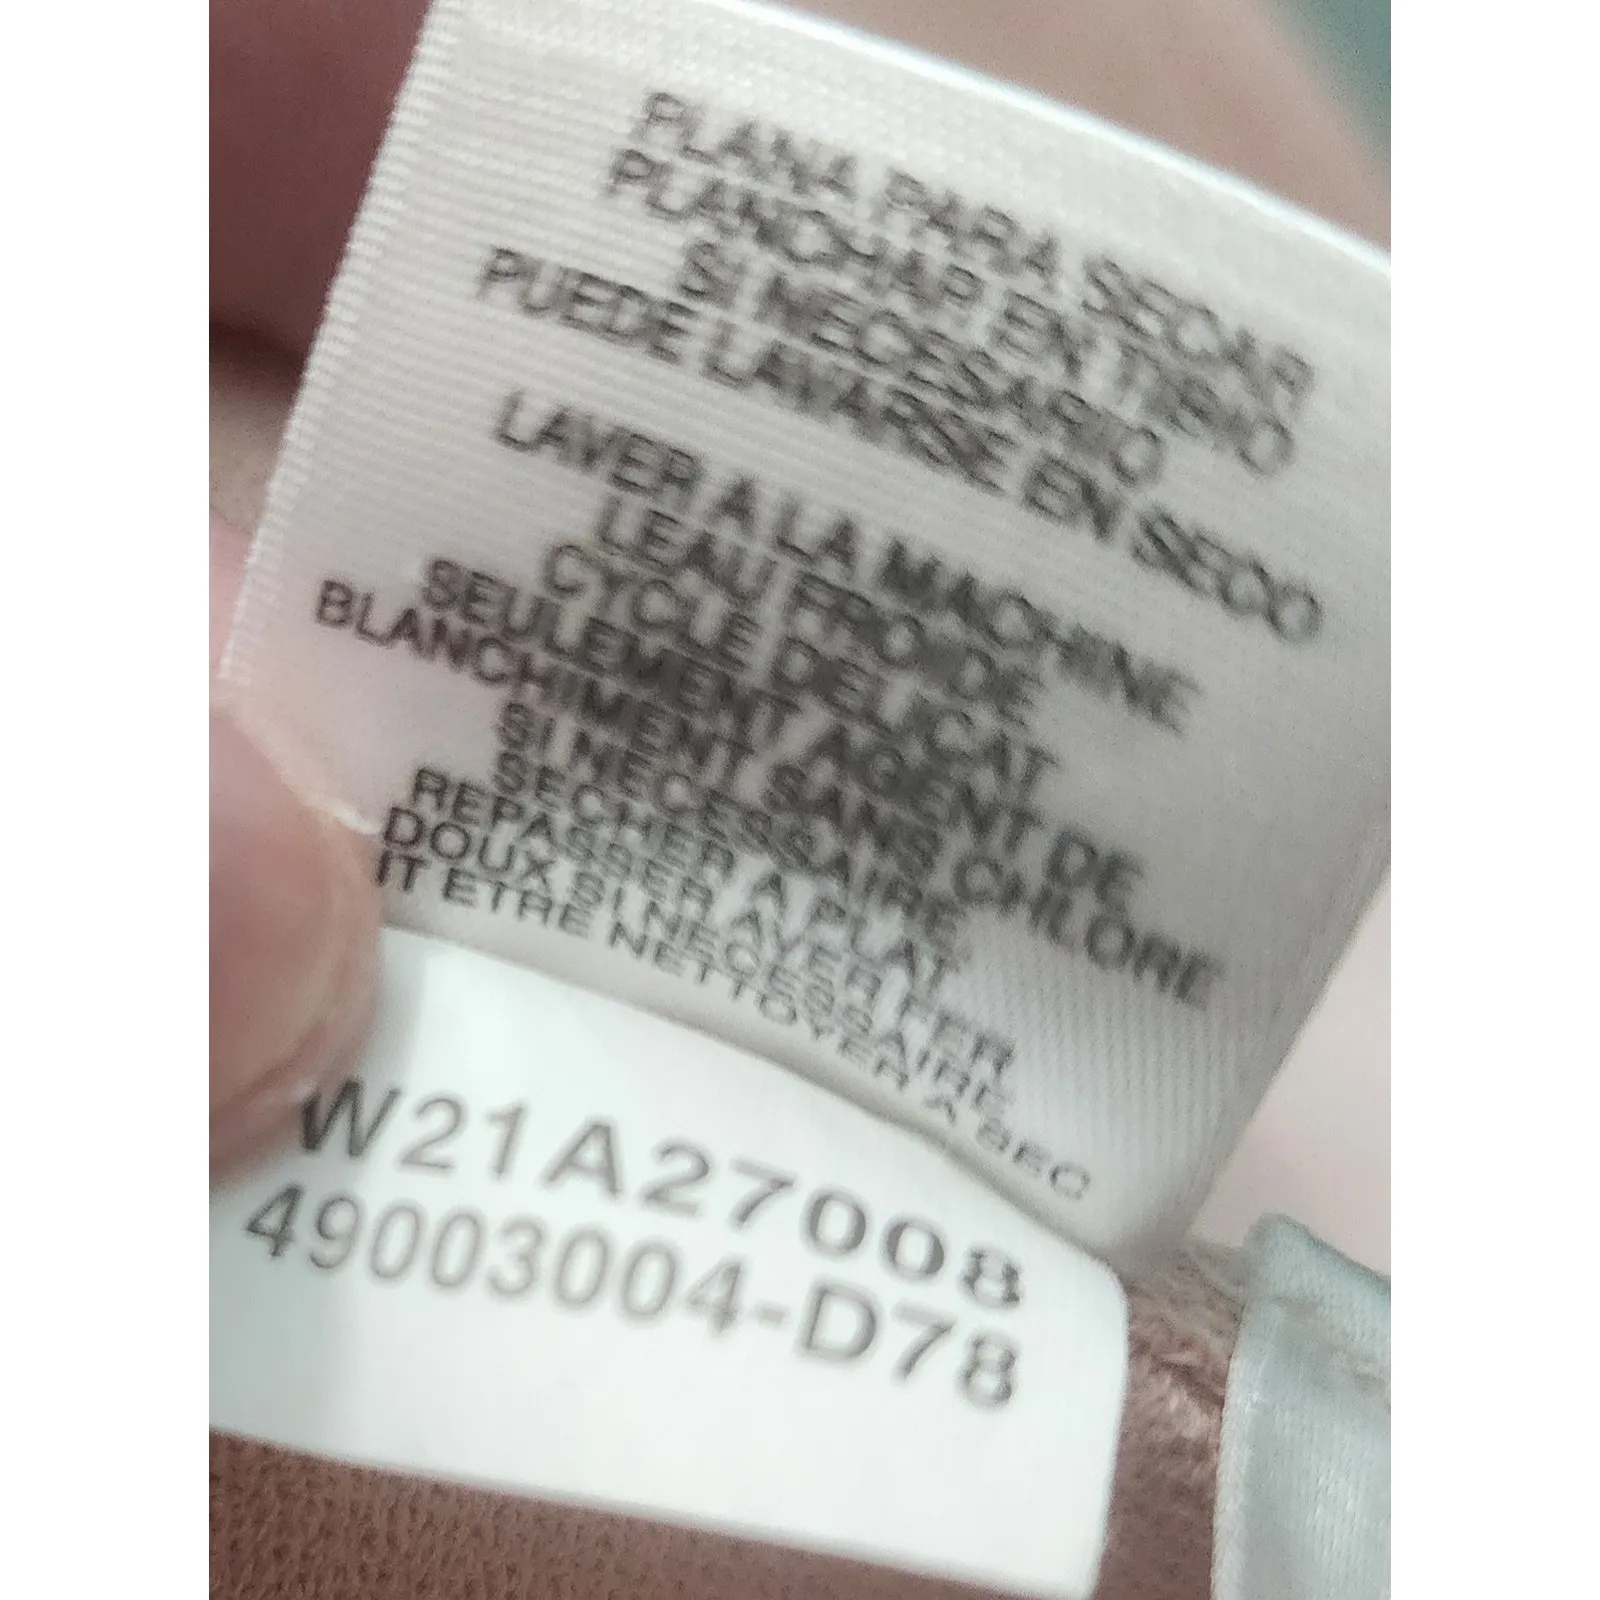 PLANA PARA SECAR
PLANCHAR EN TIBIO
SI NECESARIO
PUEDE LAVARSE EN SECO
LAVER A LA MACHINE
L'EAU FROIDE
CYCLE DELICAT
SEULEMENT AGENT DE
BLANCHIMENT SANS CHLORE
SI NECESSAIRE
SECHER A PLAT
REPASSER AVER FER
DOUX SI NECESSAIRE
IT ETRE NETTOYER A SEC
W21A27008
49003004-D78